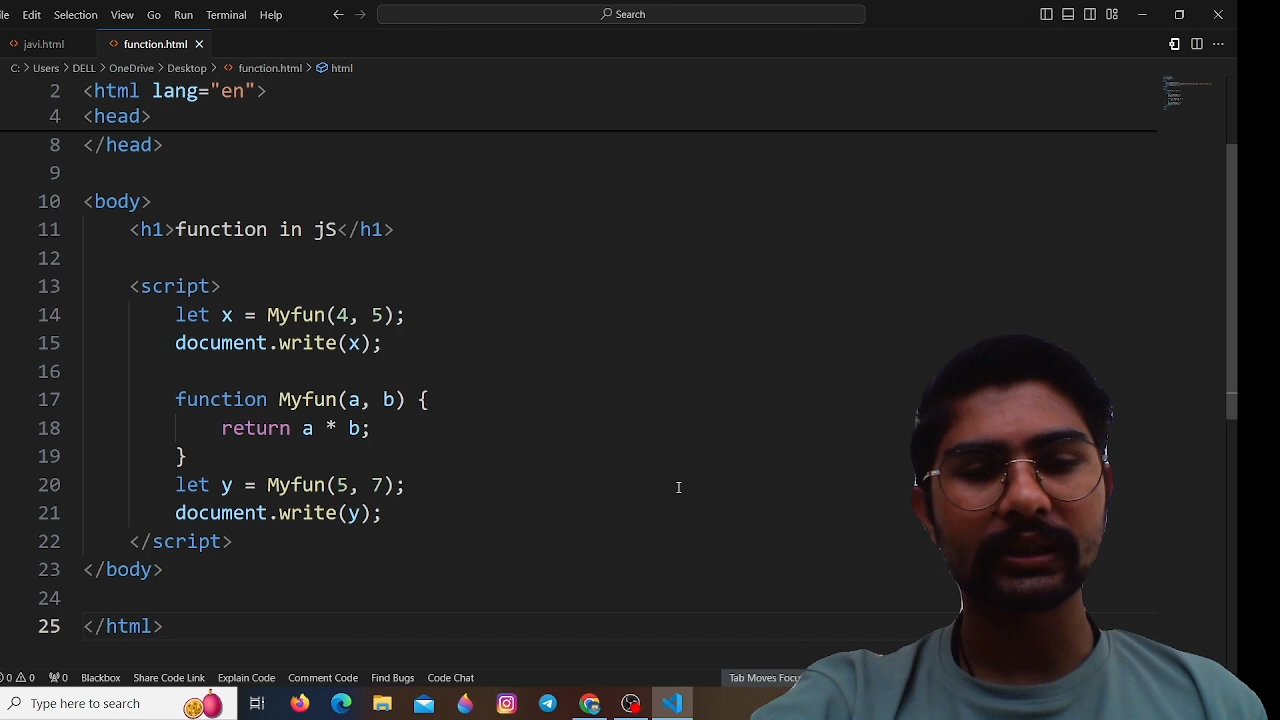 File Edit Selection View Go Run Terminal Help Search
javi.html function.html
C: > Users > DELL > OneDrive > Desktop > function.html > html
2 <html lang="en">
4 <head>
8 </head>
9
10 <body>
11 <h1>function in jS</h1>
12
13 <script>
14 let x = Myfun(4, 5);
15 document.write(x);
16
17 function Myfun(a, b) {
18 return a * b;
19 }
20 let y = Myfun(5, 7);
21 document.write(y);
22 </script>
23 </body>
24
25 </html>
0 0 0 Blackbox Share Code Link Explain Code Comment Code Find Bugs Code Chat Tab Moves Focu
Type here to search